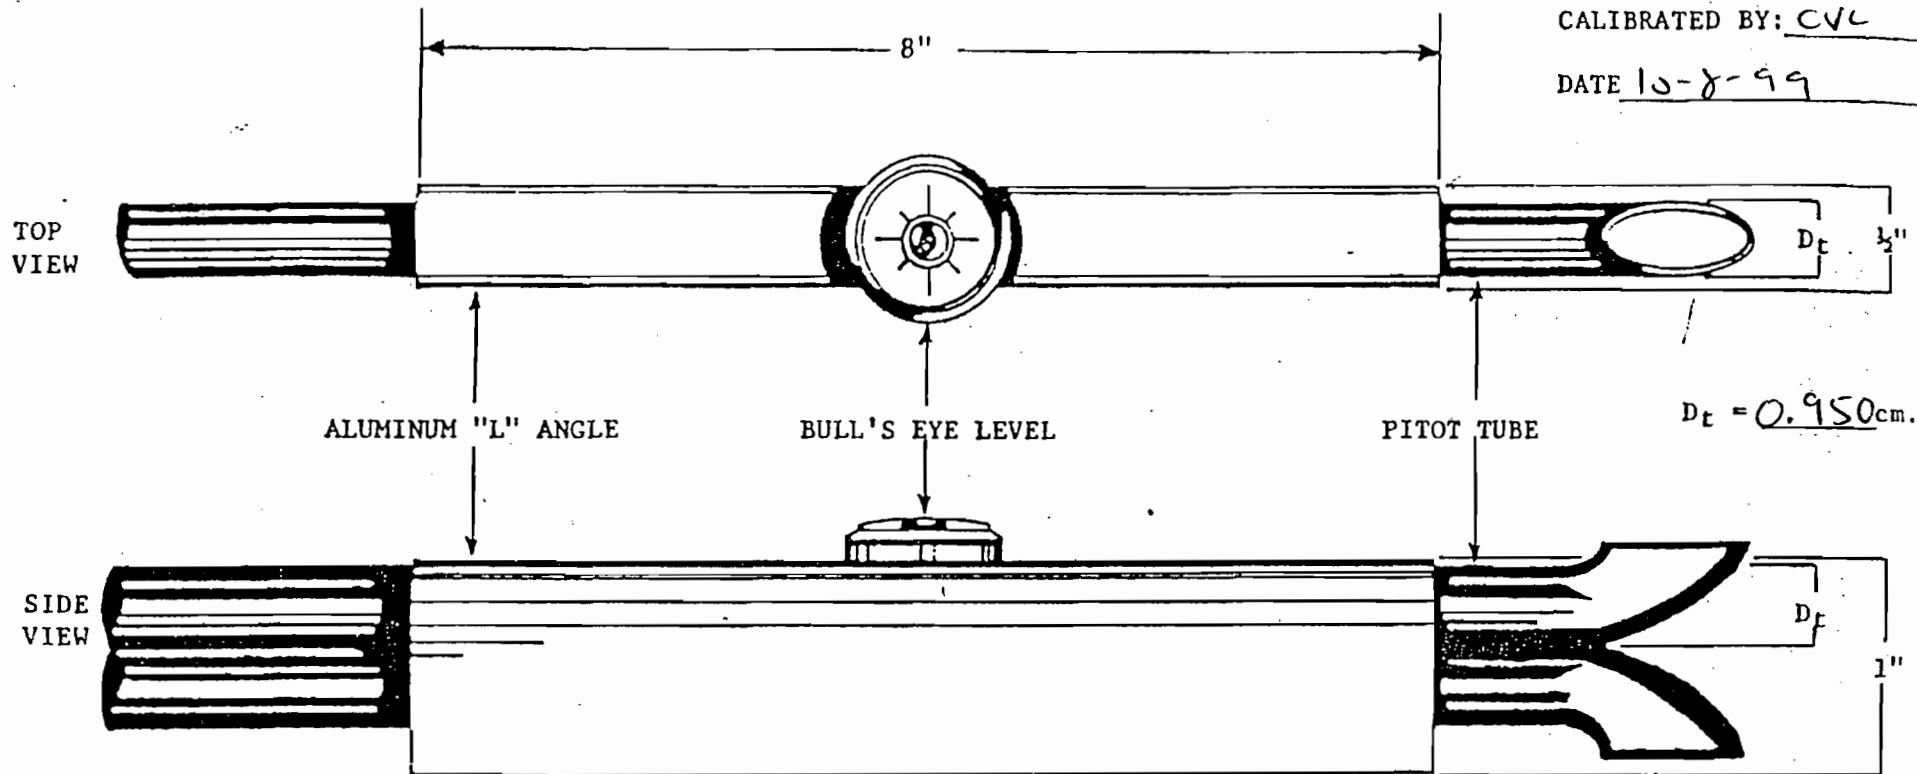 CALIBRATED BY: CVL
8"
DATE 10-8-99
TOP
VIEW
Dt
½"
ALUMINUM "L" ANGLE
BULL'S EYE LEVEL
PITOT TUBE
Dt = 0.950cm.
SIDE
VIEW
Dt
1"